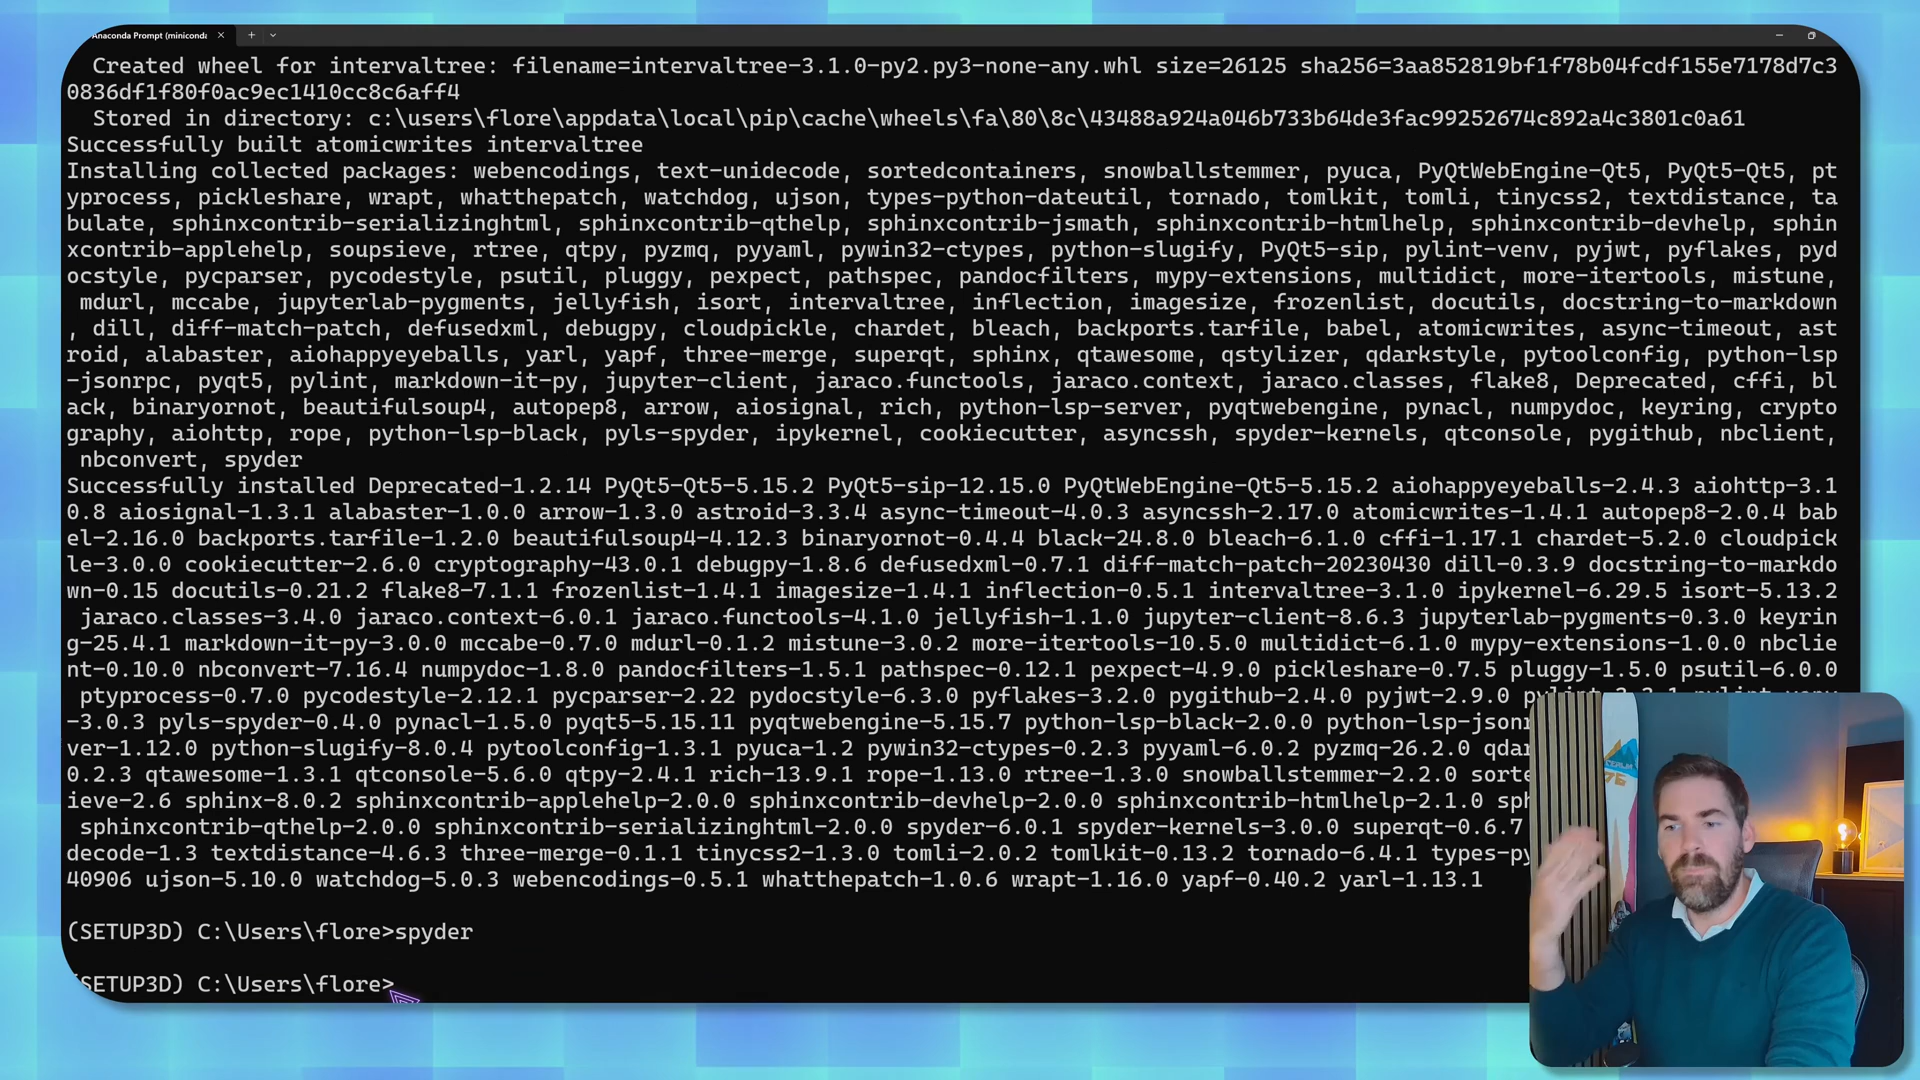 Anaconda Prompt (miniconda
Created wheel for intervaltree: filename=intervaltree-3.1.0-py2.py3-none-any.whl size=26125 sha256=3aa852819bf1f78b04fcdf155e7178d7c3
0836df1f80f0ac9ec1410cc8c6aff4
Stored in directory: c:\users\flore\appdata\local\pip\cache\wheels\fa\80\8c\43488a924a046b733b64de3fac99252674c892a4c3801c0a61
Successfully built atomicwrites intervaltree
Installing collected packages: webencodings, text-unidecode, sortedcontainers, snowballstemmer, pyuca, PyQtWebEngine-Qt5, PyQt5-Qt5, pt
yprocess, pickleshare, wrapt, whatthepatch, watchdog, ujson, types-python-dateutil, tornado, tomlkit, tomli, tinycss2, textdistance, ta
bulate, sphinxcontrib-serializinghtml, sphinxcontrib-qthelp, sphinxcontrib-jsmath, sphinxcontrib-htmlhelp, sphinxcontrib-devhelp, sphin
xcontrib-applehelp, soupsieve, rtree, qtpy, pyzmq, pyyaml, pywin32-ctypes, python-slugify, PyQt5-sip, pylint-venv, pyjwt, pyflakes, pyd
ocstyle, pycparser, pycodestyle, psutil, pluggy, pexpect, pathspec, pandocfilters, mypy-extensions, multidict, more-itertools, mistune,
mdurl, mccabe, jupyterlab-pygments, jellyfish, isort, intervaltree, inflection, imagesize, frozenlist, docutils, docstring-to-markdown
, dill, diff-match-patch, defusedxml, debugpy, cloudpickle, chardet, bleach, backports.tarfile, babel, atomicwrites, async-timeout, ast
roid, alabaster, aiohappyeyeballs, yarl, yapf, three-merge, superqt, sphinx, qtawesome, qstylizer, qdarkstyle, pytoolconfig, python-lsp
-jsonrpc, pyqt5, pylint, markdown-it-py, jupyter-client, jaraco.functools, jaraco.context, jaraco.classes, flake8, Deprecated, cffi, bl
ack, binaryornot, beautifulsoup4, autopep8, arrow, aiosignal, rich, python-lsp-server, pyqtwebengine, pynacl, numpydoc, keyring, crypto
graphy, aiohttp, rope, python-lsp-black, pyls-spyder, ipykernel, cookiecutter, asyncssh, spyder-kernels, qtconsole, pygithub, nbclient,
nbconvert, spyder
Successfully installed Deprecated-1.2.14 PyQt5-Qt5-5.15.2 PyQt5-sip-12.15.0 PyQtWebEngine-Qt5-5.15.2 aiohappyeyeballs-2.4.3 aiohttp-3.1
0.8 aiosignal-1.3.1 alabaster-1.0.0 arrow-1.3.0 astroid-3.3.4 async-timeout-4.0.3 asyncssh-2.17.0 atomicwrites-1.4.1 autopep8-2.0.4 bab
el-2.16.0 backports.tarfile-1.2.0 beautifulsoup4-4.12.3 binaryornot-0.4.4 black-24.8.0 bleach-6.1.0 cffi-1.17.1 chardet-5.2.0 cloudpick
le-3.0.0 cookiecutter-2.6.0 cryptography-43.0.1 debugpy-1.8.6 defusedxml-0.7.1 diff-match-patch-20230430 dill-0.3.9 docstring-to-markdo
wn-0.15 docutils-0.21.2 flake8-7.1.1 frozenlist-1.4.1 imagesize-1.4.1 inflection-0.5.1 intervaltree-3.1.0 ipykernel-6.29.5 isort-5.13.2
jaraco.classes-3.4.0 jaraco.context-6.0.1 jaraco.functools-4.1.0 jellyfish-1.1.0 jupyter-client-8.6.3 jupyterlab-pygments-0.3.0 keyrin
g-25.4.1 markdown-it-py-3.0.0 mccabe-0.7.0 mdurl-0.1.2 mistune-3.0.2 more-itertools-10.5.0 multidict-6.1.0 mypy-extensions-1.0.0 nbclie
nt-0.10.0 nbconvert-7.16.4 numpydoc-1.8.0 pandocfilters-1.5.1 pathspec-0.12.1 pexpect-4.9.0 pickleshare-0.7.5 pluggy-1.5.0 psutil-6.0.0
ptyprocess-0.7.0 pycodestyle-2.12.1 pycparser-2.22 pydocstyle-6.3.0 pyflakes-3.2.0 pygithub-2.4.0 pyjwt-2.9.0
-3.0.3 pyls-spyder-0.4.0 pynacl-1.5.0 pyqt5-5.15.11 pyqtwebengine-5.15.7 python-lsp-black-2.0.0 python-lsp-jsonr
ver-1.12.0 python-slugify-8.0.4 pytoolconfig-1.3.1 pyuca-1.2 pywin32-ctypes-0.2.3 pyyaml-6.0.2 pyzmq-26.2.0 qdar
0.2.3 qtawesome-1.3.1 qtconsole-5.6.0 qtpy-2.4.1 rich-13.9.1 rope-1.13.0 rtree-1.3.0 snowballstemmer-2.2.0 sorte
ieve-2.6 sphinx-8.0.2 sphinxcontrib-applehelp-2.0.0 sphinxcontrib-devhelp-2.0.0 sphinxcontrib-htmlhelp-2.1.0 sph
sphinxcontrib-qthelp-2.0.0 sphinxcontrib-serializinghtml-2.0.0 spyder-6.0.1 spyder-kernels-3.0.0 superqt-0.6.7
decode-1.3 textdistance-4.6.3 three-merge-0.1.1 tinycss2-1.3.0 tomli-2.0.2 tomlkit-0.13.2 tornado-6.4.1 types-py
40906 ujson-5.10.0 watchdog-5.0.3 webencodings-0.5.1 whatthepatch-1.0.6 wrapt-1.16.0 yapf-0.40.2 yarl-1.13.1
(SETUP3D) C:\Users\flore>spyder
(SETUP3D) C:\Users\flore>